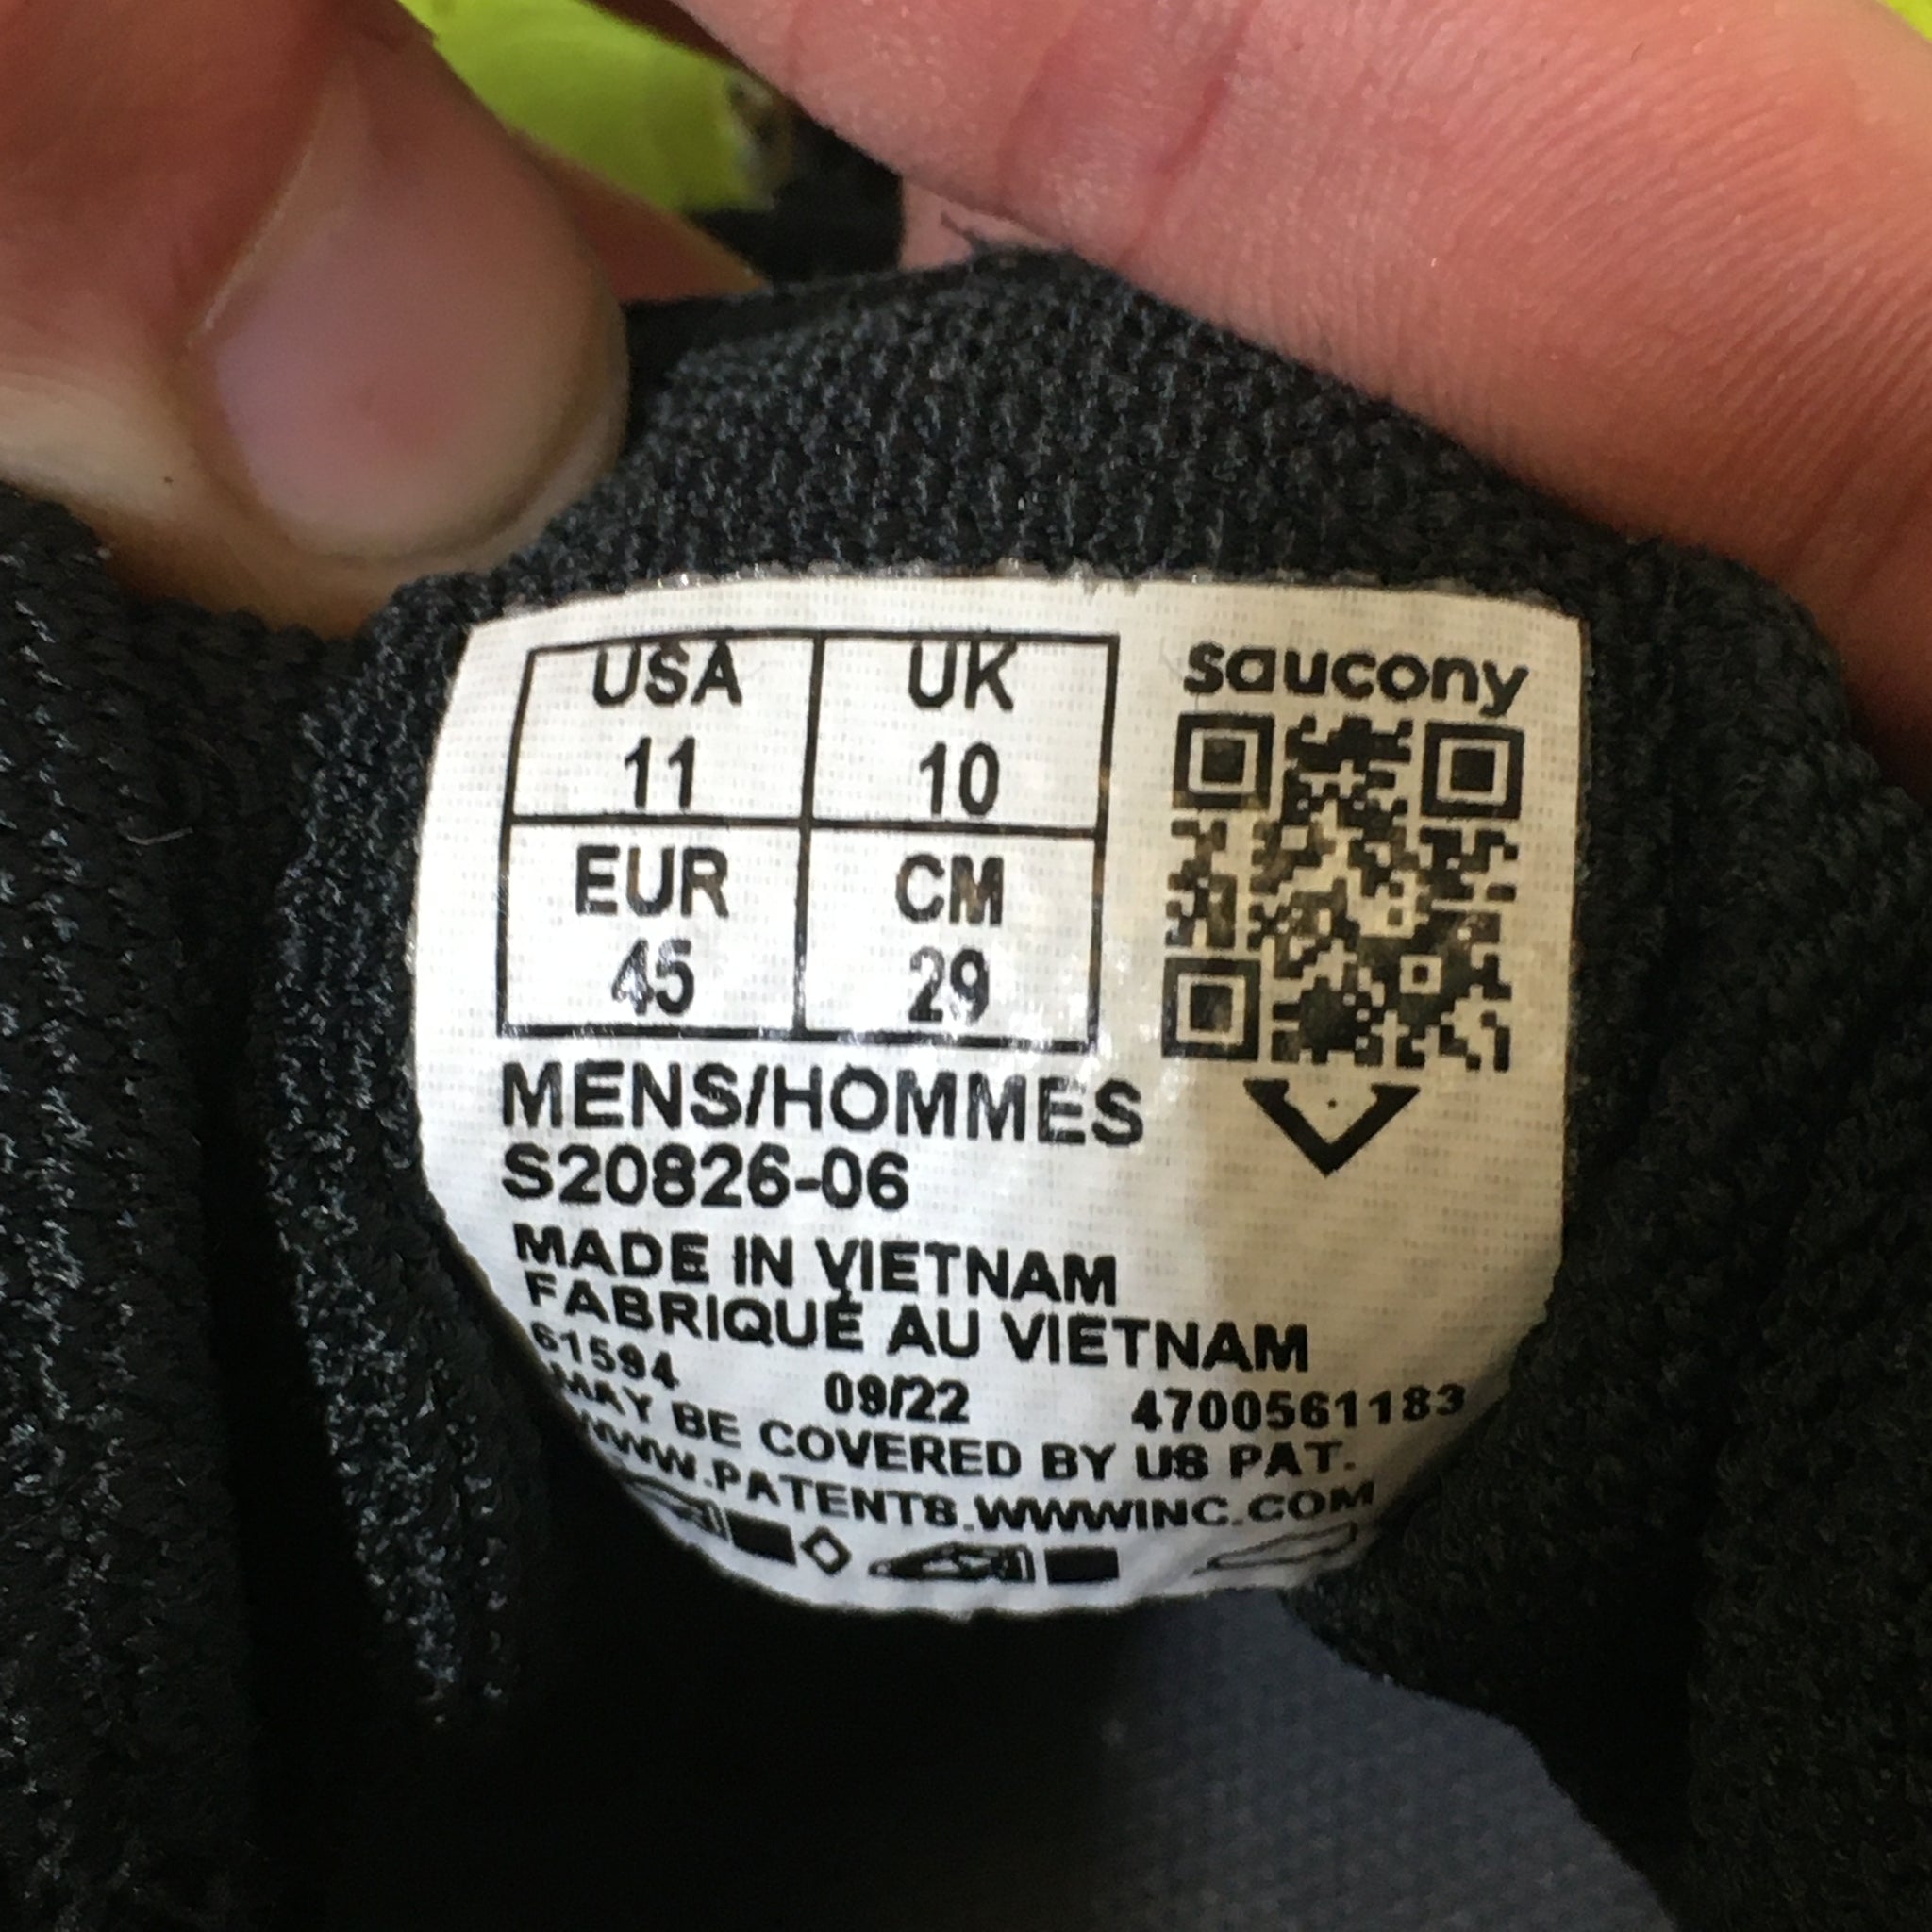 USA UK
11 10
EUR CM
45 29
saucony
MENS/HOMMES
S20826-06
MADE IN VIETNAM
FABRIQUÉ AU VIETNAM
61594 09/22 4700561183
MAY BE COVERED BY US PAT.
WWW.PATENTS.WWWINC.COM